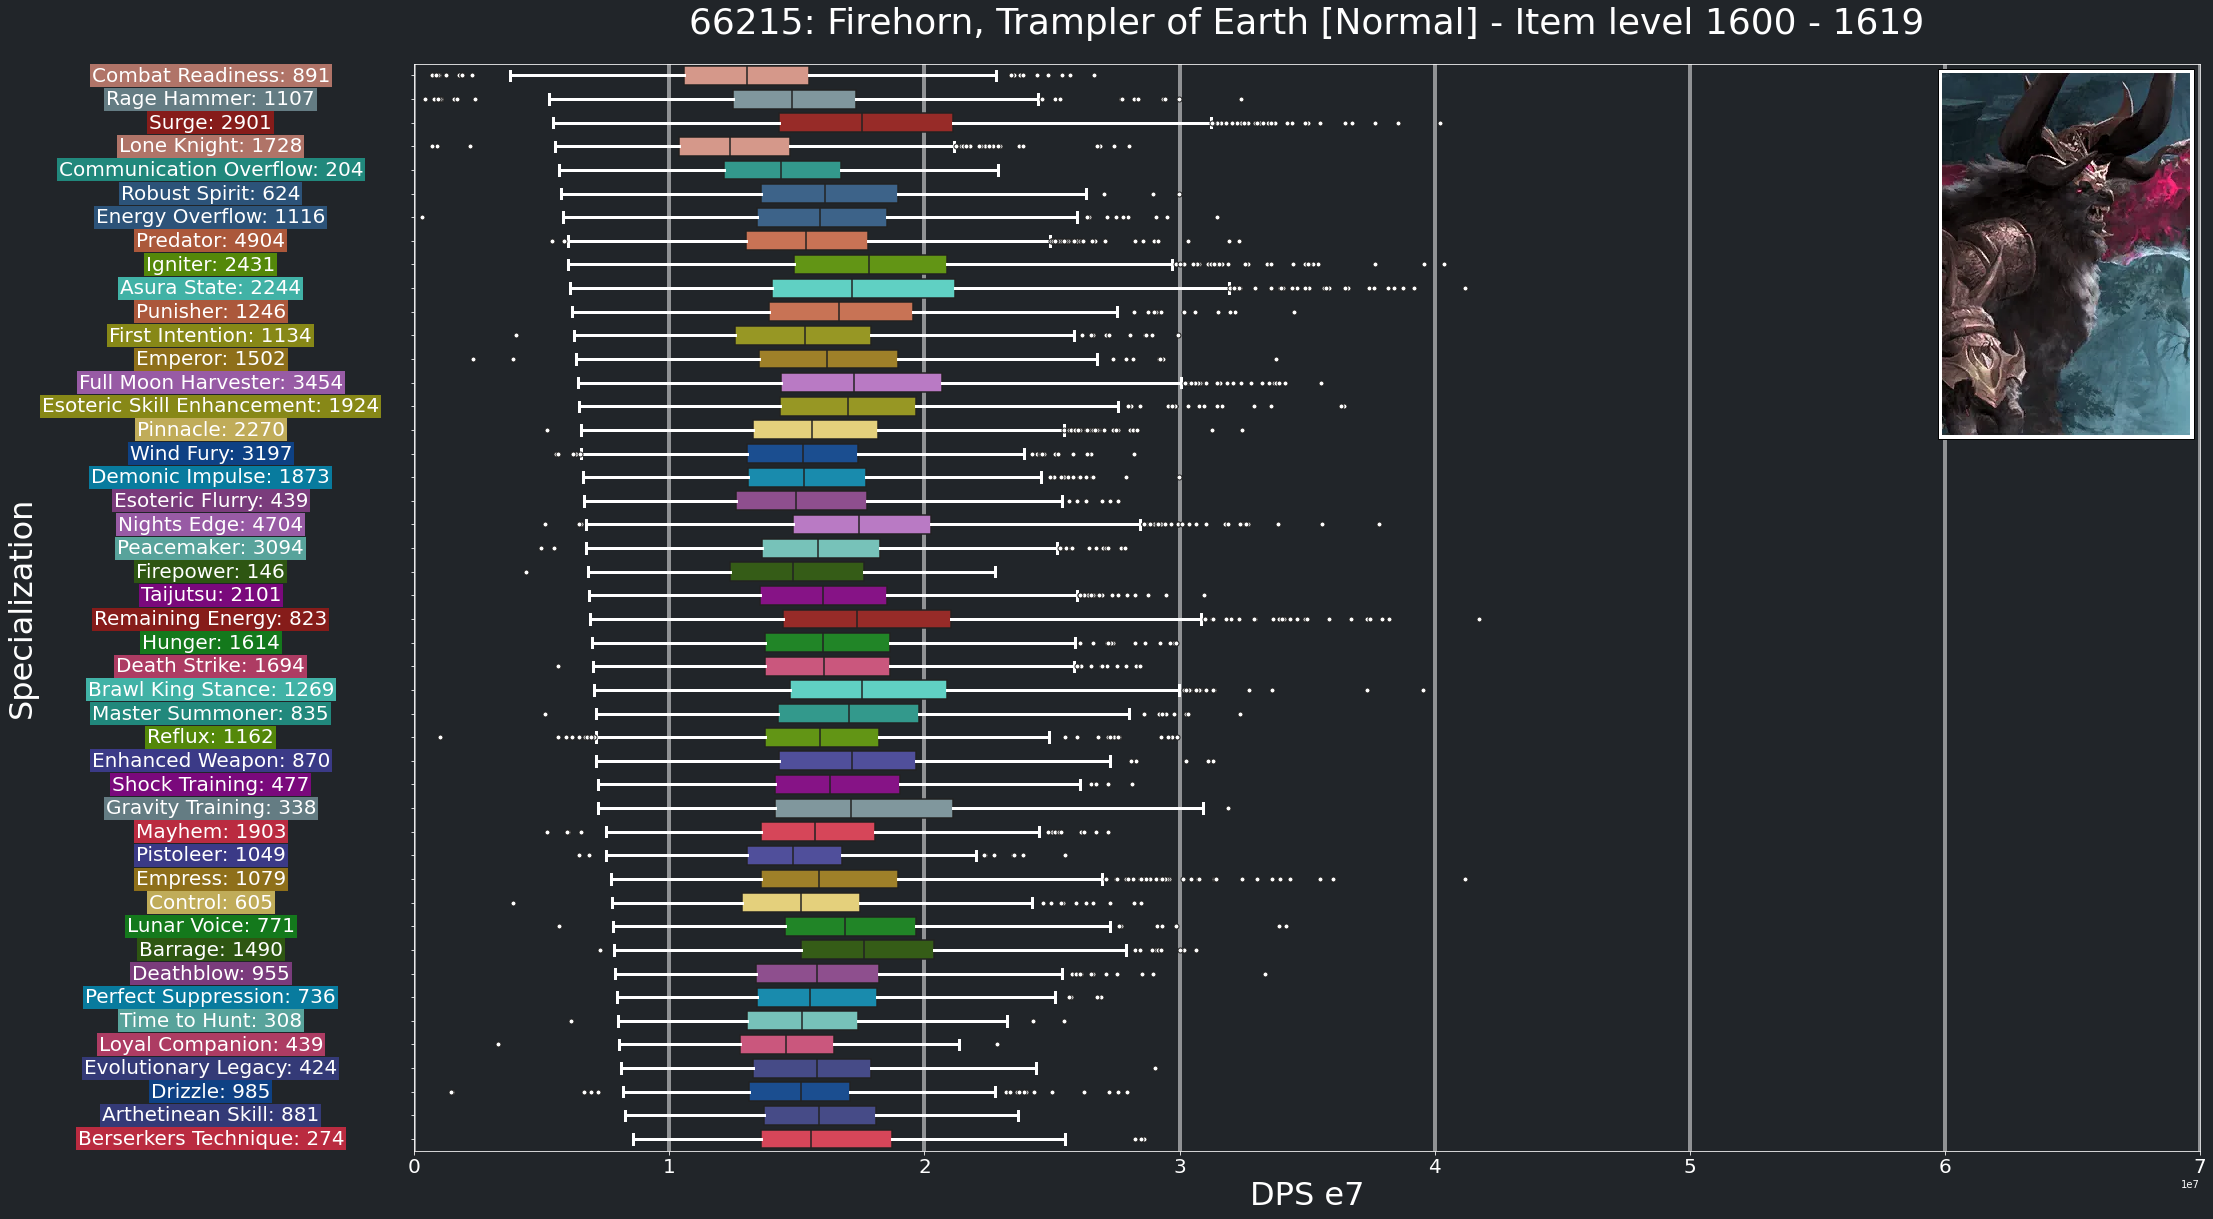 66215: Firehorn, Trampler of Earth [Normal] - Item level 1600 - 1619
Combat Readiness: 891
Rage Hammer: 1107
Surge: 2901
Lone Knight: 1728
Communication Overflow: 204
Robust Spirit: 624
Energy Overflow: 1116
Predator: 4904
Igniter: 2431
Asura State: 2244
Punisher: 1246
First Intention: 1134
Emperor: 1502
Full Moon Harvester: 3454
Esoteric Skill Enhancement: 1924
Pinnacle: 2270
Wind Fury: 3197
Demonic Impulse: 1873
Esoteric Flurry: 439
Nights Edge: 4704
Peacemaker: 3094
Firepower: 146
Taijutsu: 2101
Remaining Energy: 823
Hunger: 1614
Death Strike: 1694
Brawl King Stance: 1269
Master Summoner: 835
Reflux: 1162
Enhanced Weapon: 870
Shock Training: 477
Gravity Training: 338
Mayhem: 1903
Pistoleer: 1049
Empress: 1079
Control: 605
Lunar Voice: 771
Barrage: 1490
Deathblow: 955
Perfect Suppression: 736
Time to Hunt: 308
Loyal Companion: 439
Evolutionary Legacy: 424
Drizzle: 985
Arthetinean Skill: 881
Berserkers Technique: 274
Specialization
0 1 2 3 4 5 6 7
1e7
DPS e7